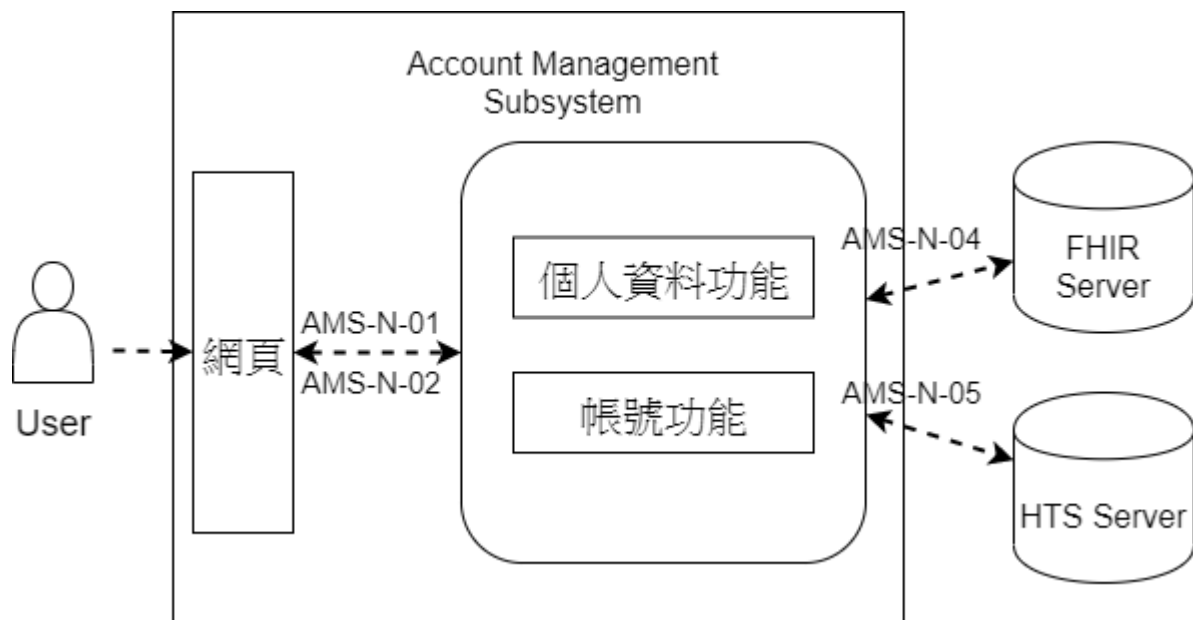 Account Management
Subsystem
User
網頁
AMS-N-01
AMS-N-02
個人資料功能
帳號功能
AMS-N-04
FHIR
Server
AMS-N-05
HTS Server